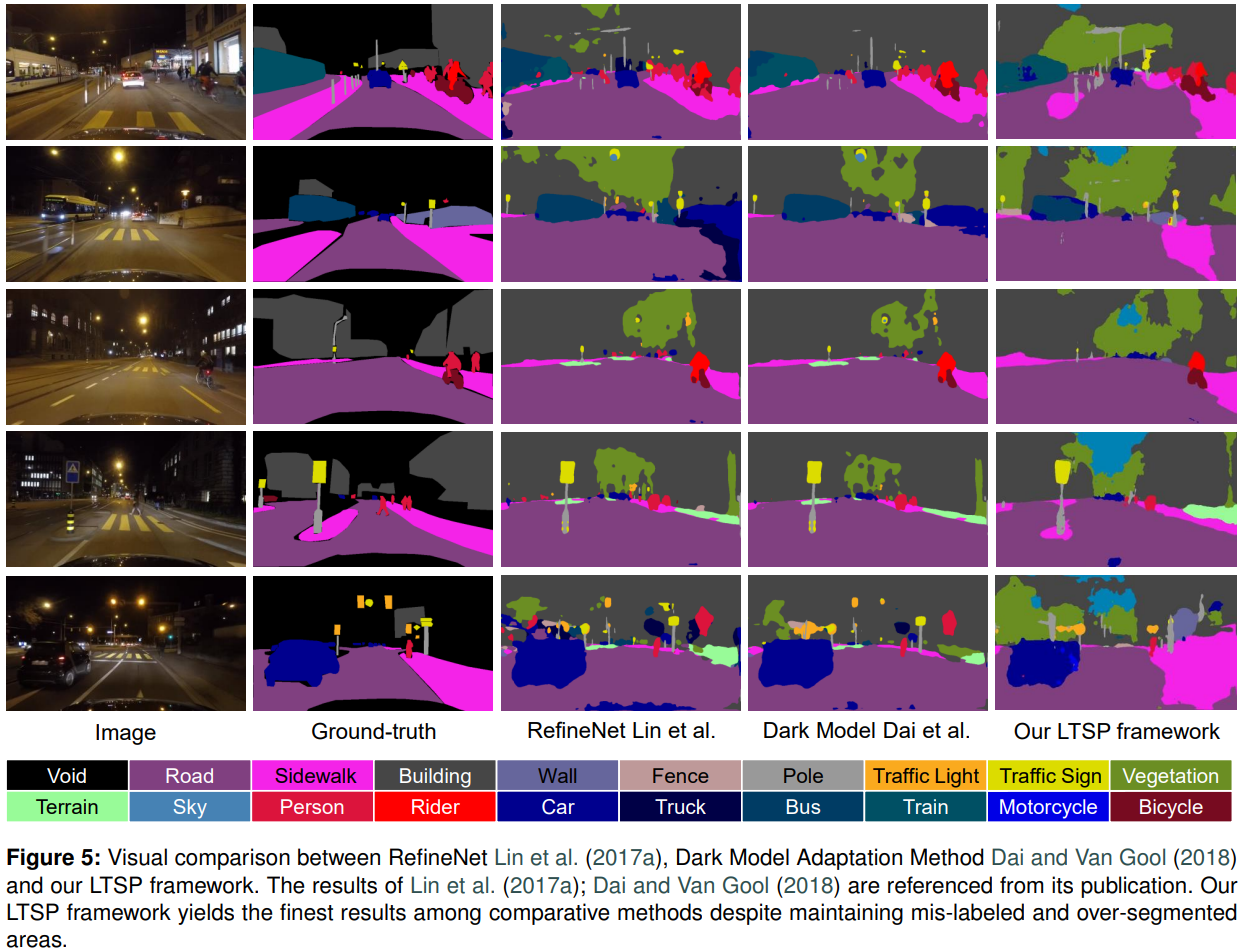 Image Ground-truth RefineNet Lin et al. Dark Model Dai et al. Our LTSP framework
Void Road Sidewalk Building Wall Fence Pole Traffic Light Traffic Sign Vegetation
Terrain Sky Person Rider Car Truck Bus Train Motorcycle Bicycle
Figure 5: Visual comparison between RefineNet Lin et al. (2017a), Dark Model Adaptation Method Dai and Van Gool (2018)
and our LTSP framework. The results of Lin et al. (2017a); Dai and Van Gool (2018) are referenced from its publication. Our
LTSP framework yields the finest results among comparative methods despite maintaining mis-labeled and over-segmented
areas.